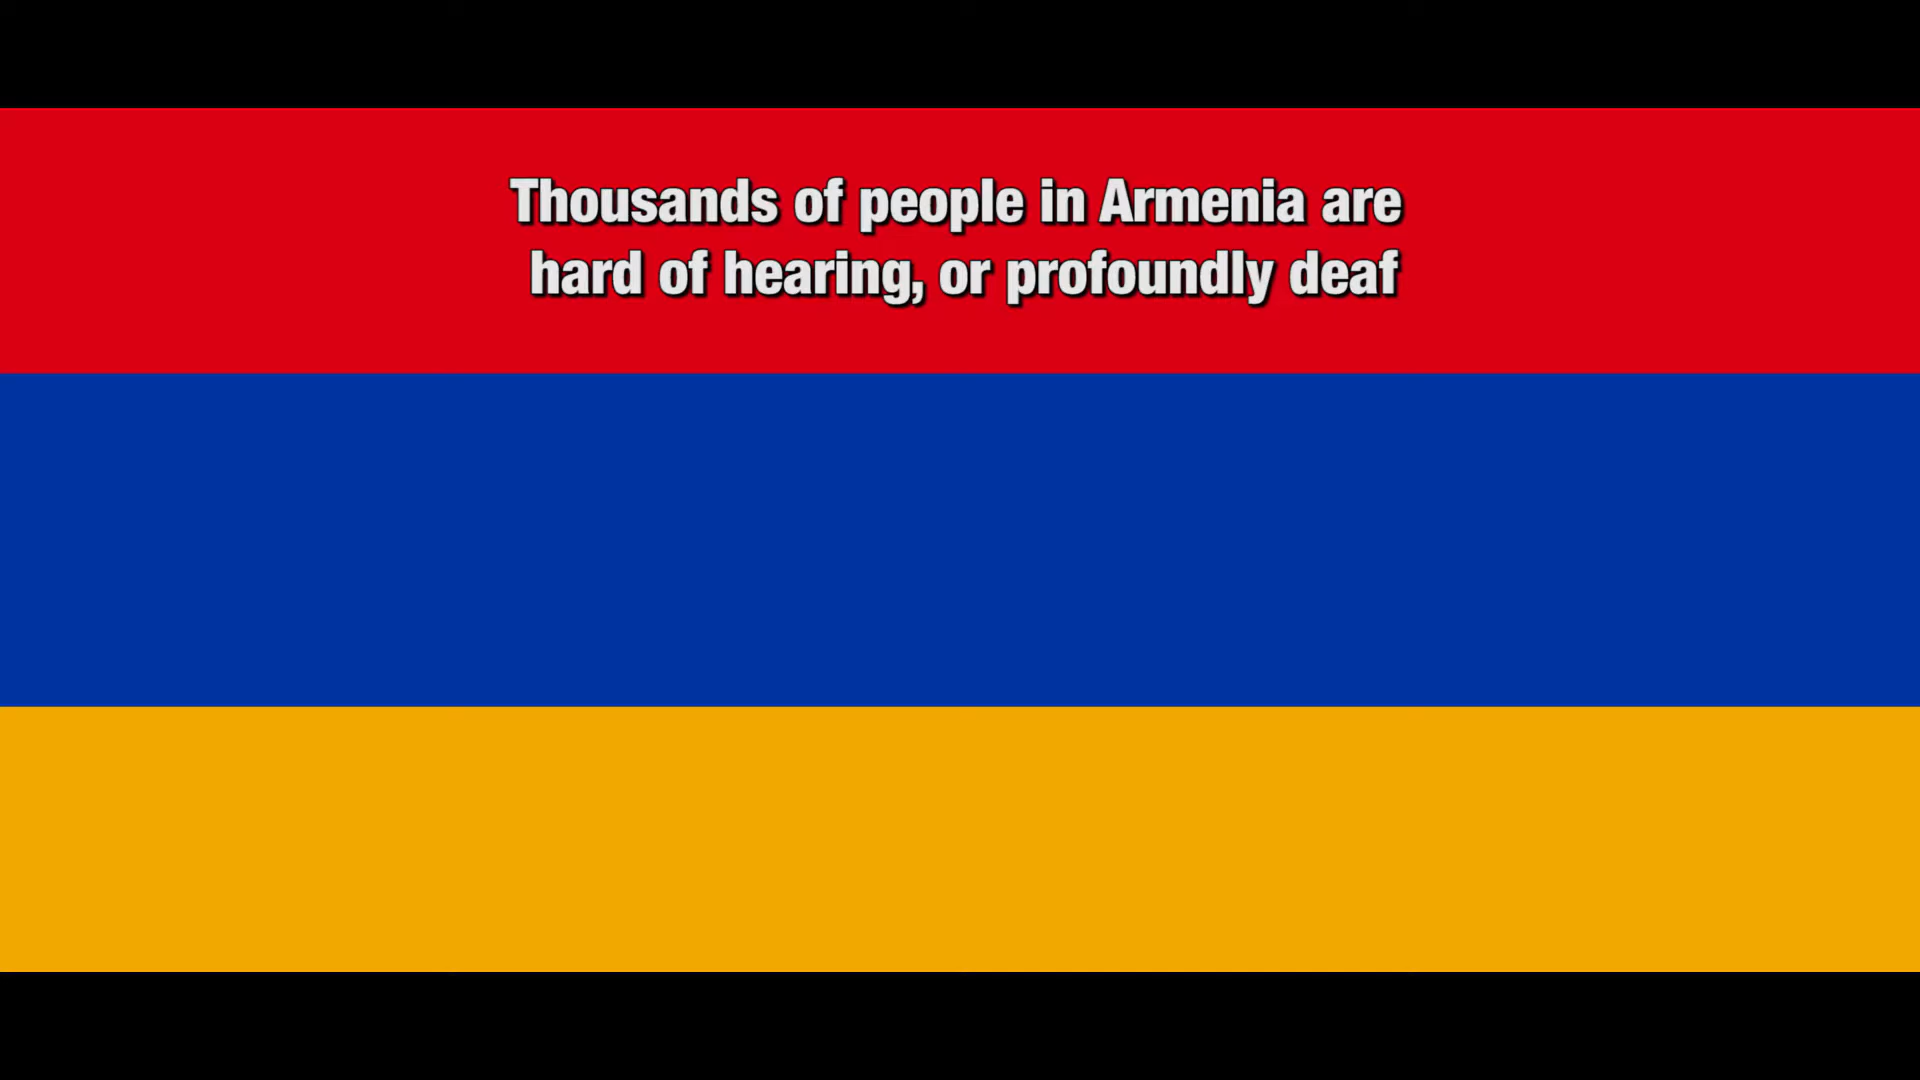 Thousands of people in Armenia are
hard of hearing, or profoundly deaf